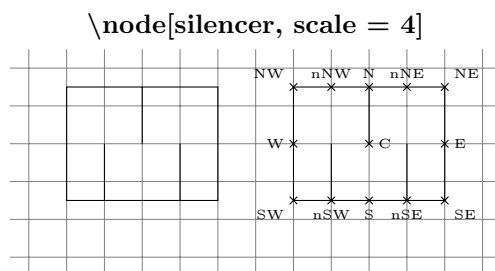 \node[silencer, scale = 4]
NW nNW N nNE NE
W C E
SW nSW S nSE SE